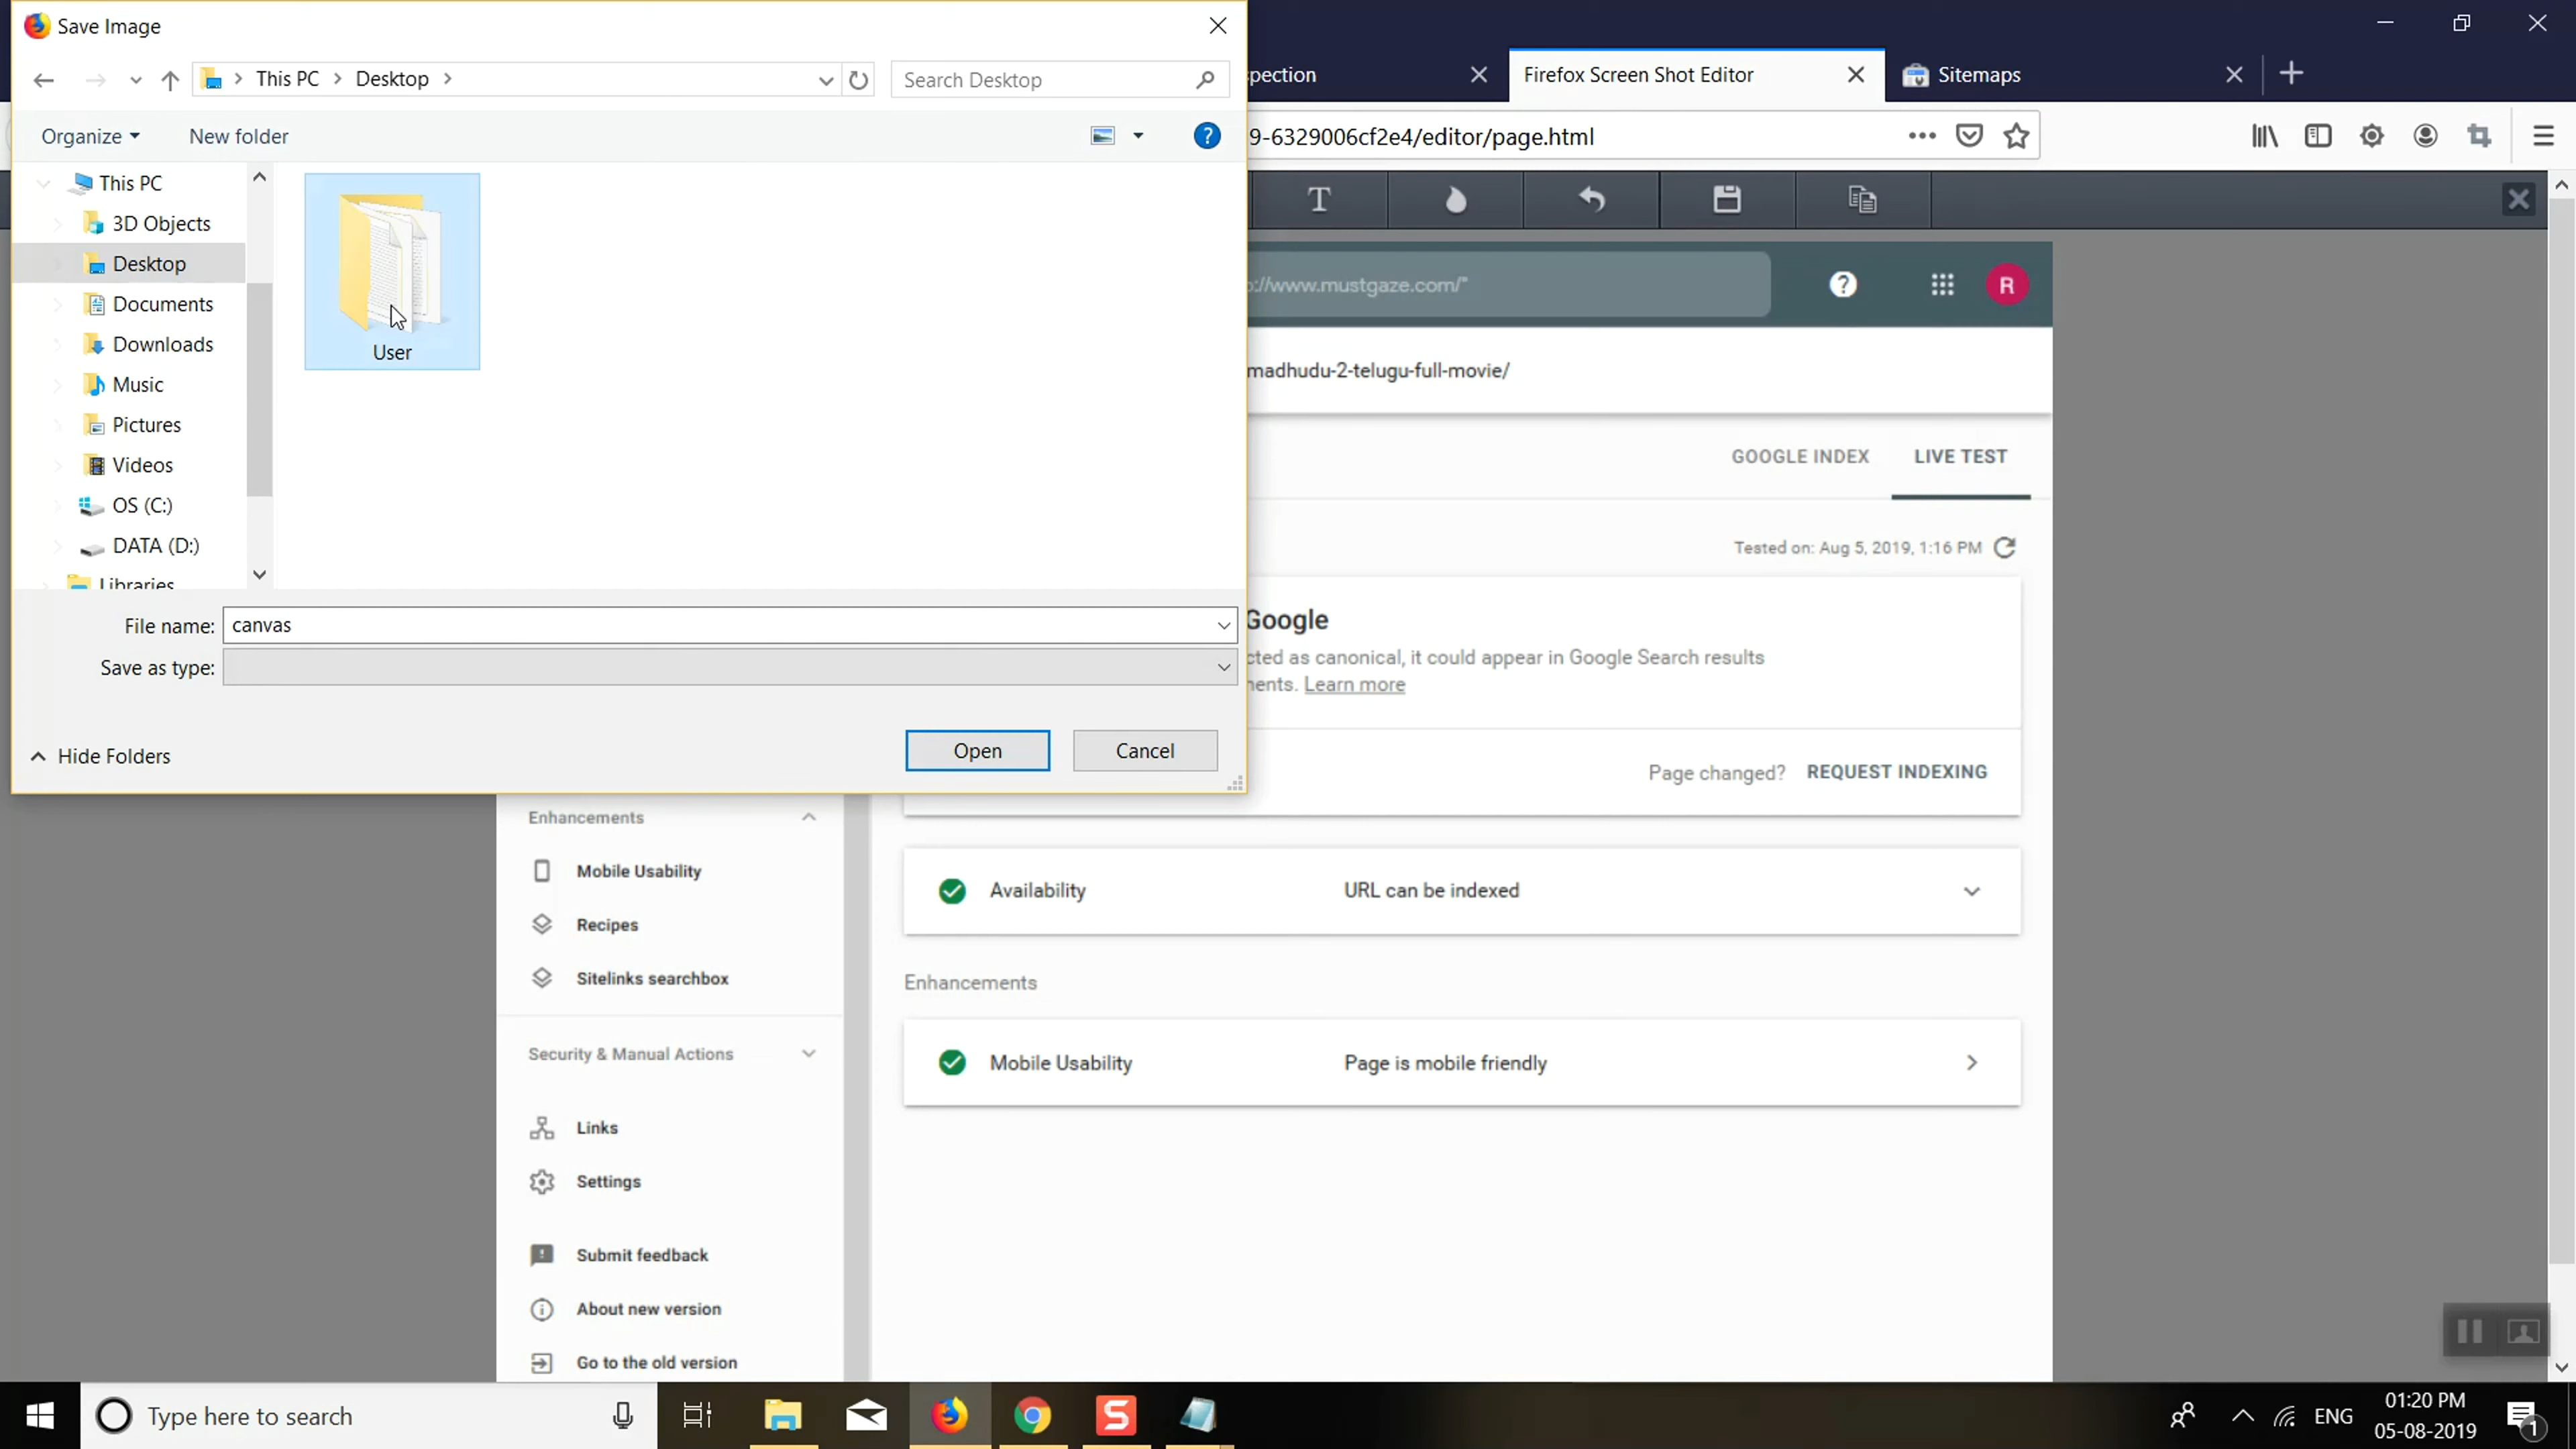 Save Image
This PC
Desktop
Search Desktop
Organize
New folder
This PC
3D Objects
Desktop
Documents
Downloads
Music
Pictures
Videos
OS (C:)
DATA (D:)
Libraries
User
File name: canvas
Save as type:
Hide Folders
Open
Cancel
spection
Firefox Screen Shot Editor
Sitemaps
9-6329006cf2e4/editor/page.html
T
://www.mustgaze.com/"
R
madhudu-2-telugu-full-movie/
GOOGLE INDEX
LIVE TEST
Tested on: Aug 5, 2019, 1:16 PM
Google
cted as canonical, it could appear in Google Search results
ents. Learn more
Page changed? REQUEST INDEXING
Enhancements
Mobile Usability
Recipes
Sitelinks searchbox
Security & Manual Actions
Links
Settings
Submit feedback
About new version
Go to the old version
Availability
URL can be indexed
Enhancements
Mobile Usability
Page is mobile friendly
Type here to search
S
ENG
01:20 PM
05-08-2019
1